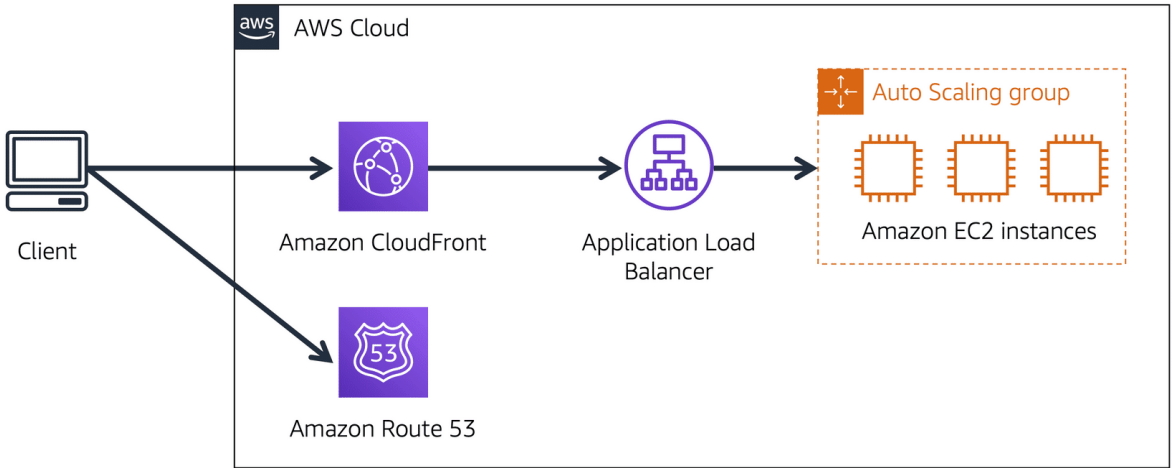 aws
AWS Cloud
Auto Scaling group
Client
Amazon CloudFront
Application Load
Balancer
Amazon EC2 instances
53
Amazon Route 53